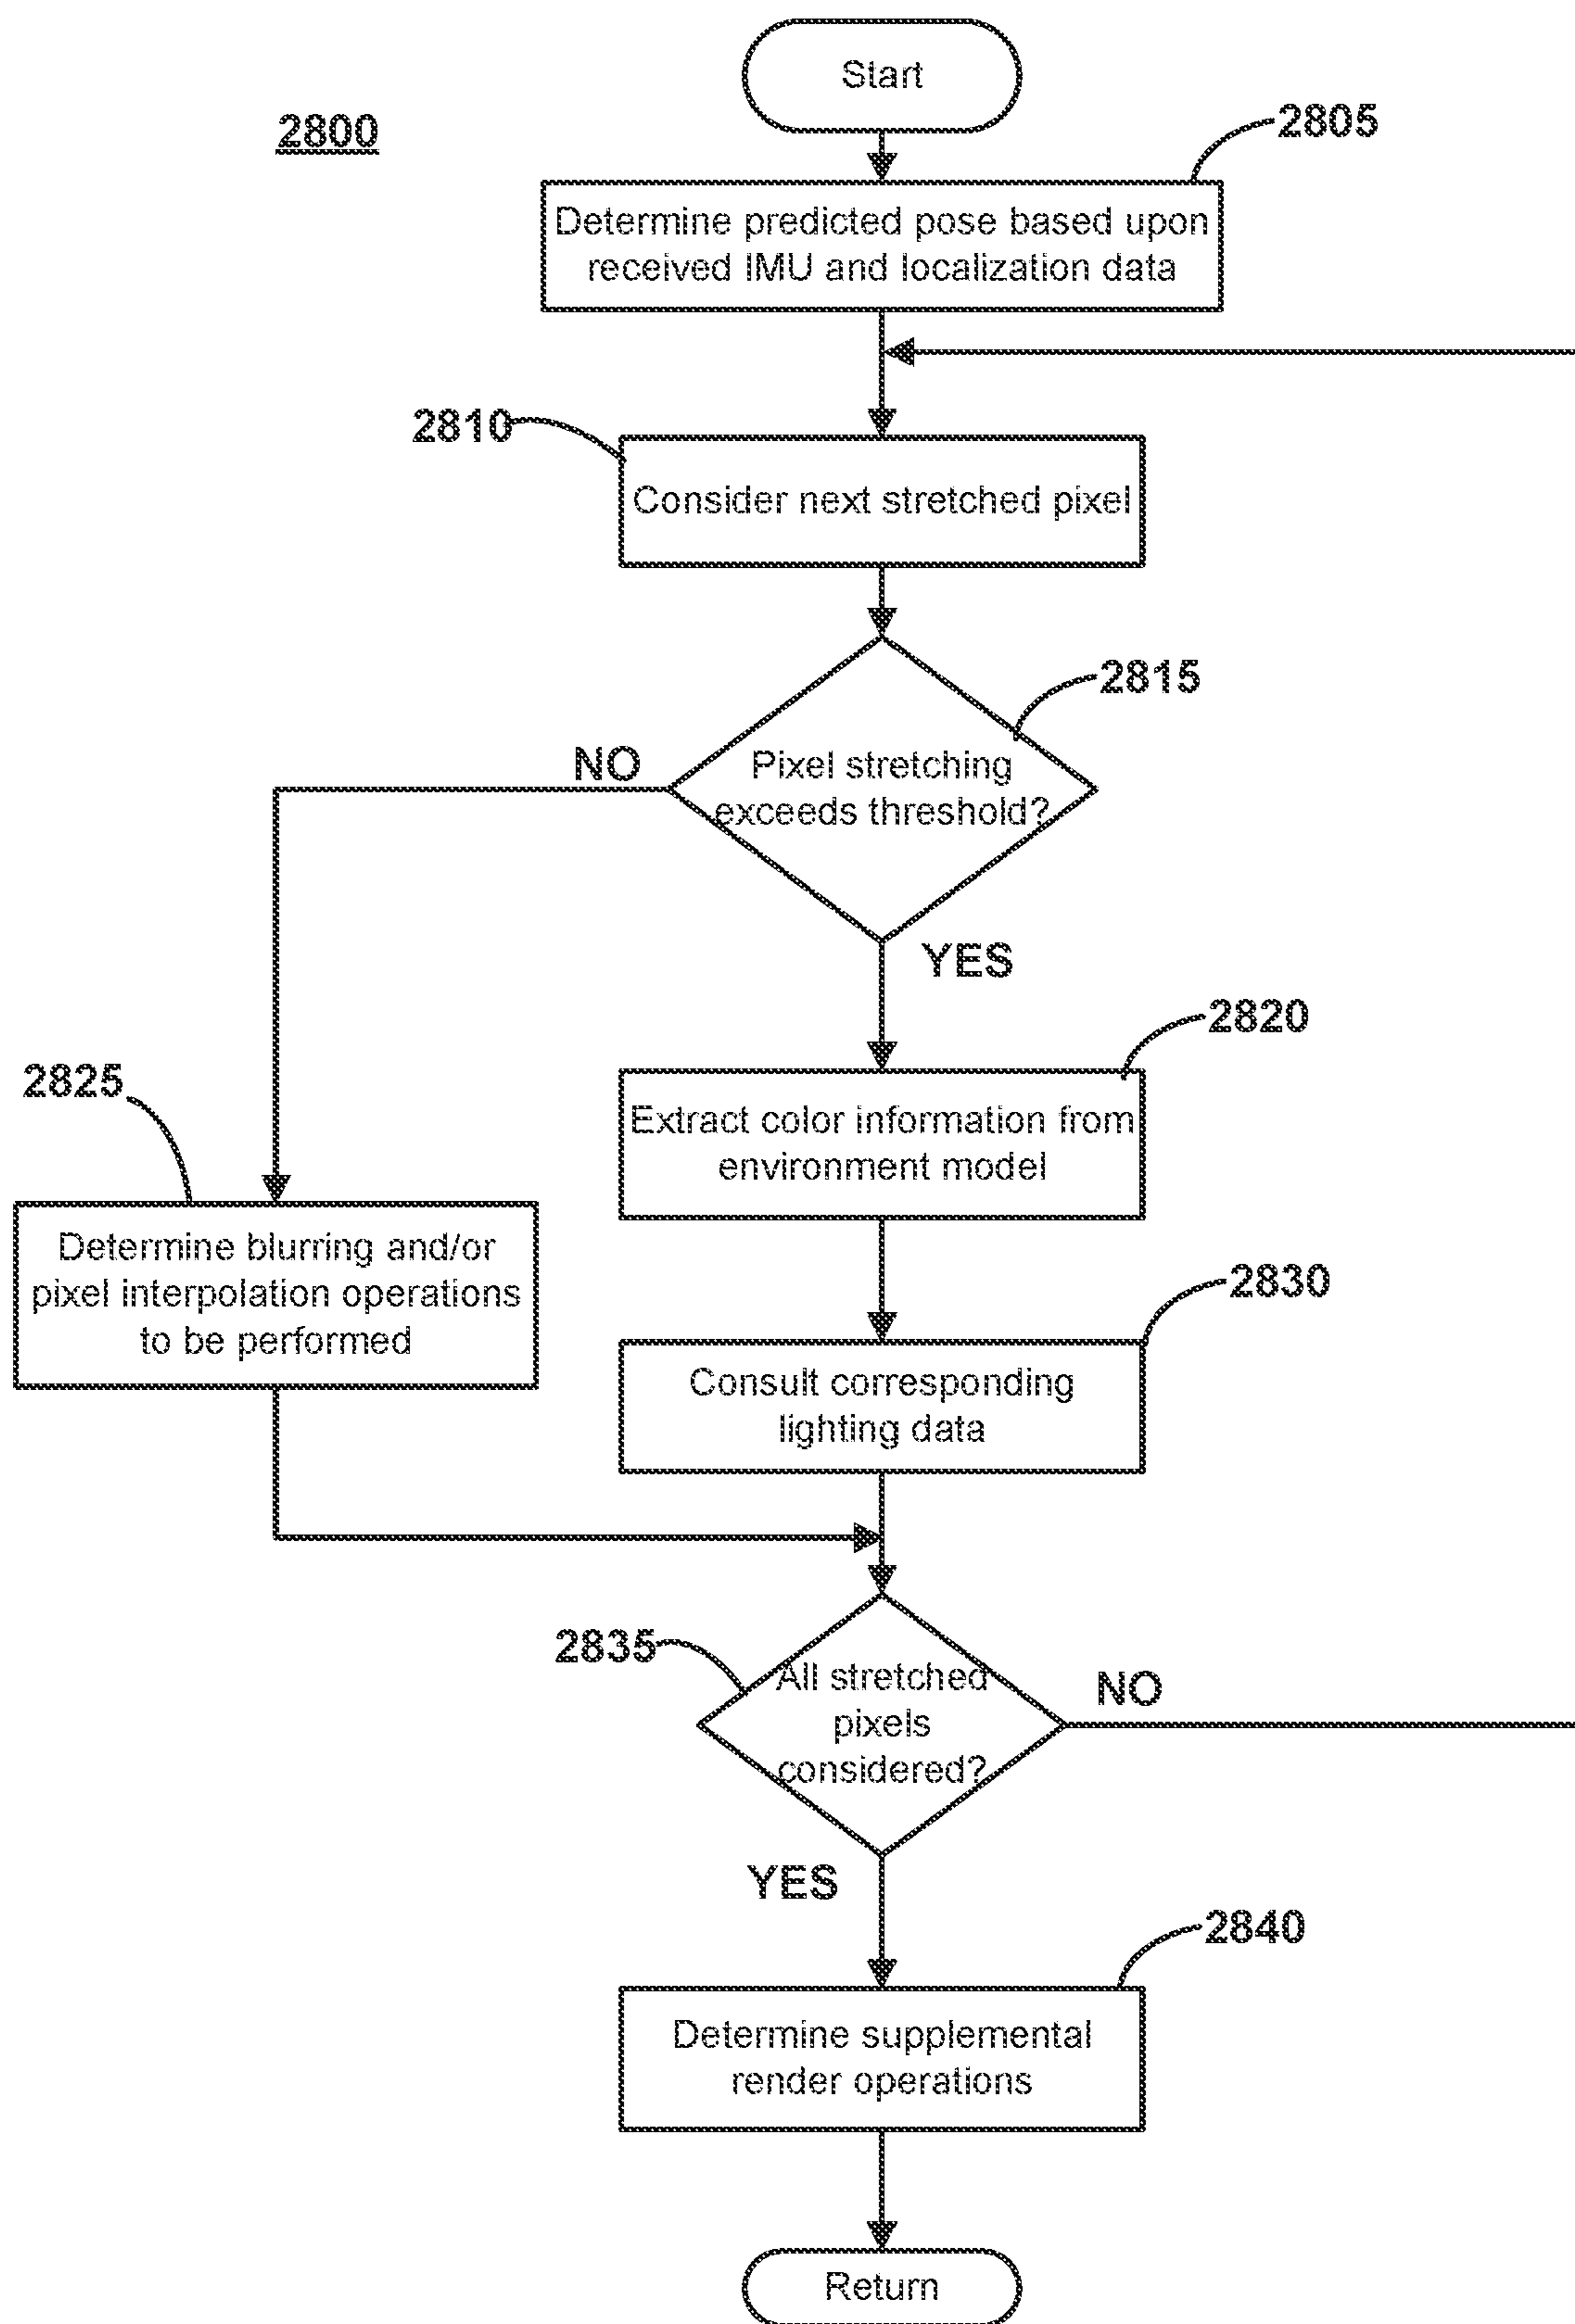 Start
2800
2805
Determine predicted pose based upon
received IMU and localization data
2810
Consider next stretched pixel
2815
Pixel stretching
exceeds threshold?
NO
YES
2820
Extract color information from
environment model
2825
Determine blurring and/or
pixel interpolation operations
to be performed
2830
Consult corresponding
lighting data
2835
All stretched
pixels
considered?
NO
YES
2840
Determine supplemental
render operations
Return